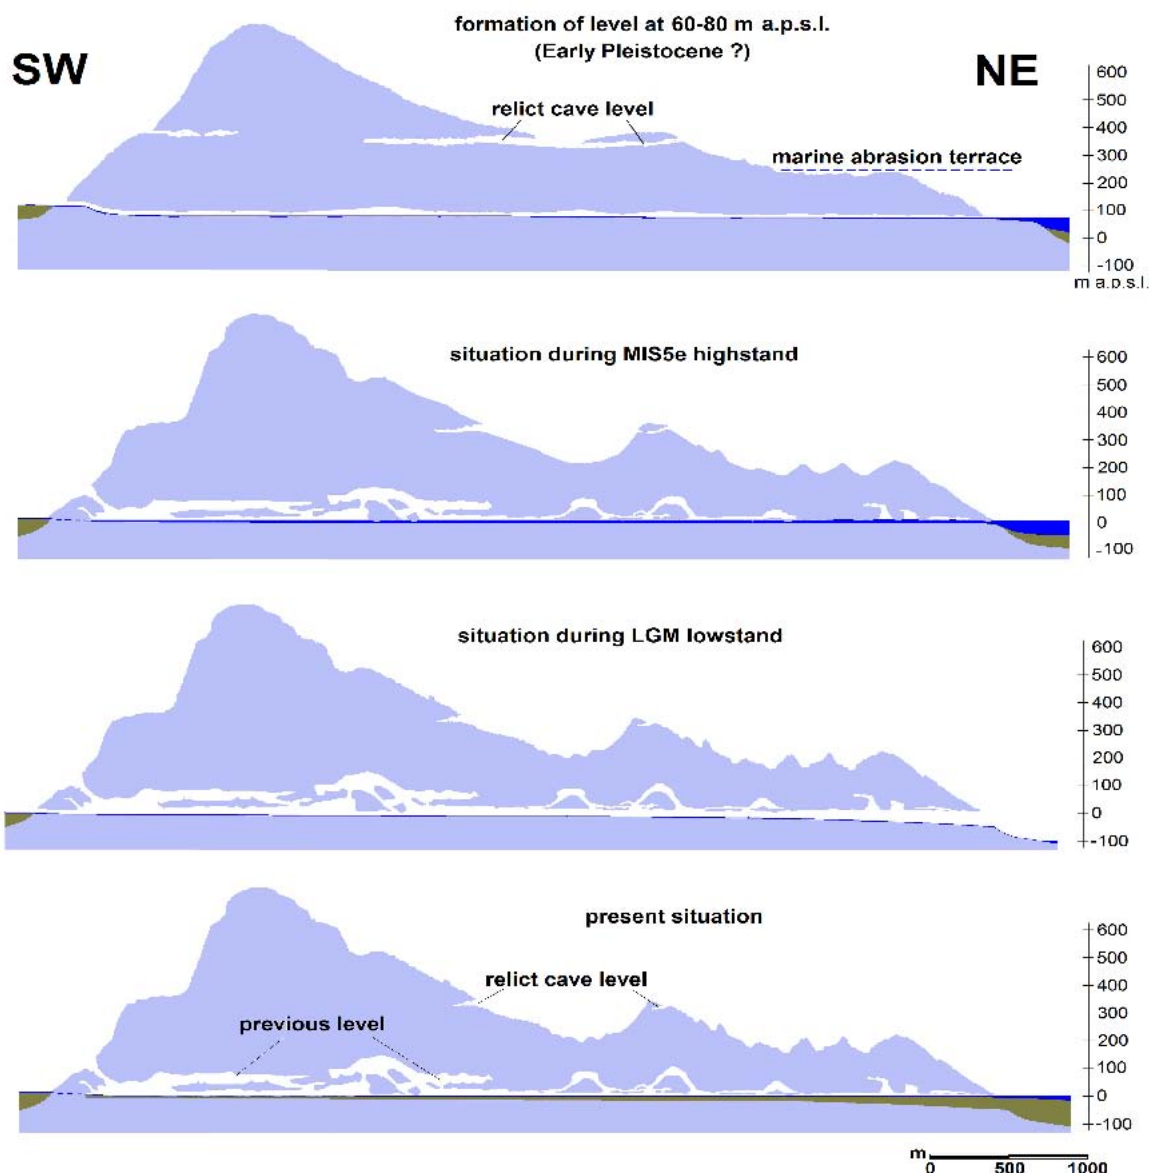 formation of level at 60-80 m a.p.s.l.
(Early Pleistocene ?)
SW
NE
relict cave level
marine abrasion terrace
600
500
400
300
200
100
0
-100
m a.p.s.l.
situation during MIS5e highstand
600
500
400
300
200
100
0
-100
situation during LGM lowstand
600
500
400
300
200
100
0
-100
present situation
relict cave level
previous level
600
500
400
300
200
100
0
-100
m
0 500 1000